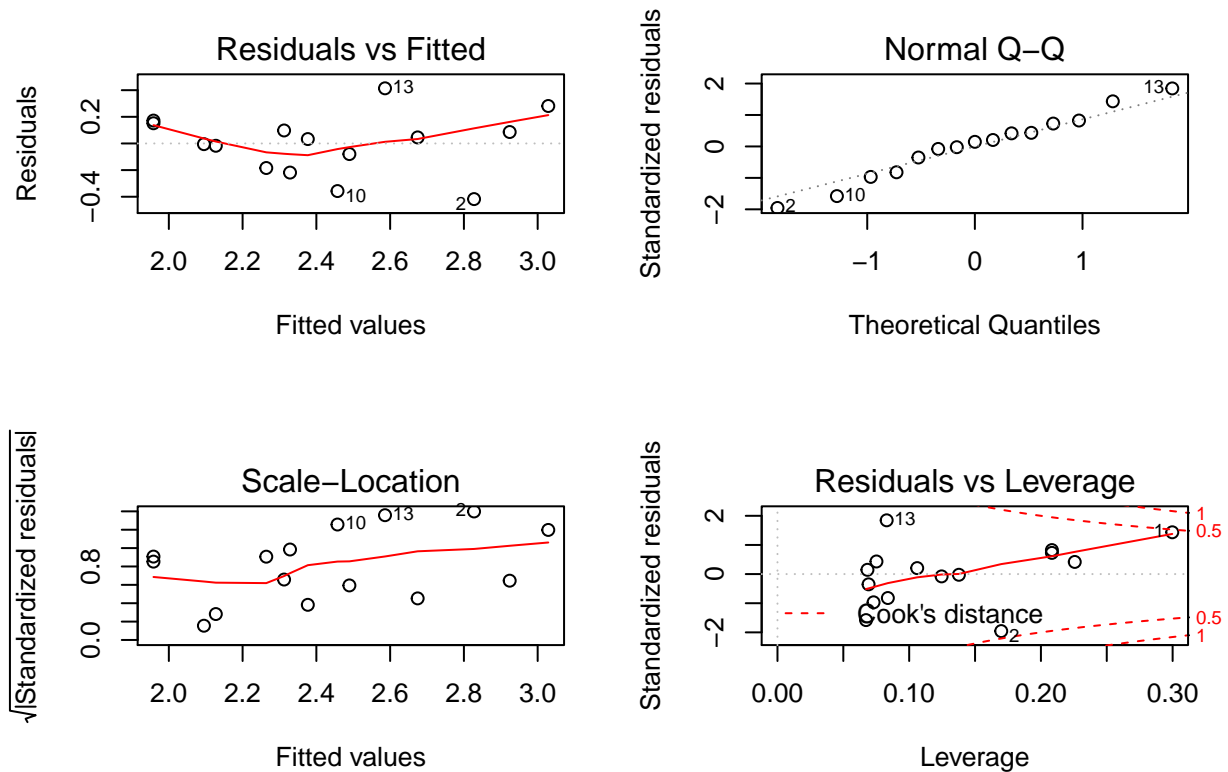 Residuals vs Fitted
Residuals
0.2
−0.4
13
10
2
2.0 2.2 2.4 2.6 2.8 3.0
Fitted values
Normal Q−Q
Standardized residuals
2
0
−2
13
10
2
−1 0 1
Theoretical Quantiles
Scale−Location
√|Standardized residuals|
0.8
0.0
2
13
10
2.0 2.2 2.4 2.6 2.8 3.0
Fitted values
Residuals vs Leverage
Standardized residuals
2
0
−2
13
1
2
1
0.5
0.5
1
Cook's distance
0.00 0.10 0.20 0.30
Leverage